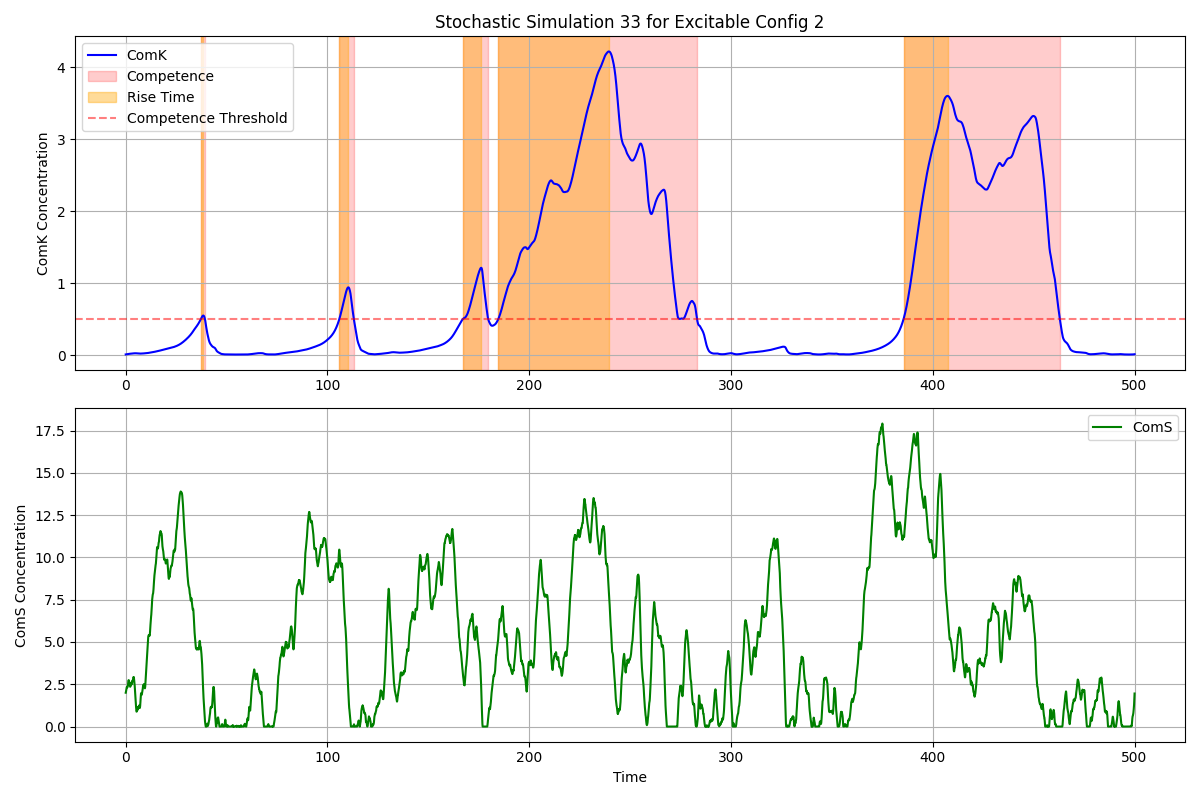 Stochastic Simulation 33 for Excitable Config 2
ComK
Competence
Rise Time
Competence Threshold
ComK Concentration
4
3
2
1
0
0 100 200 300 400 500
ComS
ComS Concentration
17.5
15.0
12.5
10.0
7.5
5.0
2.5
0.0
0 100 200 300 400 500
Time